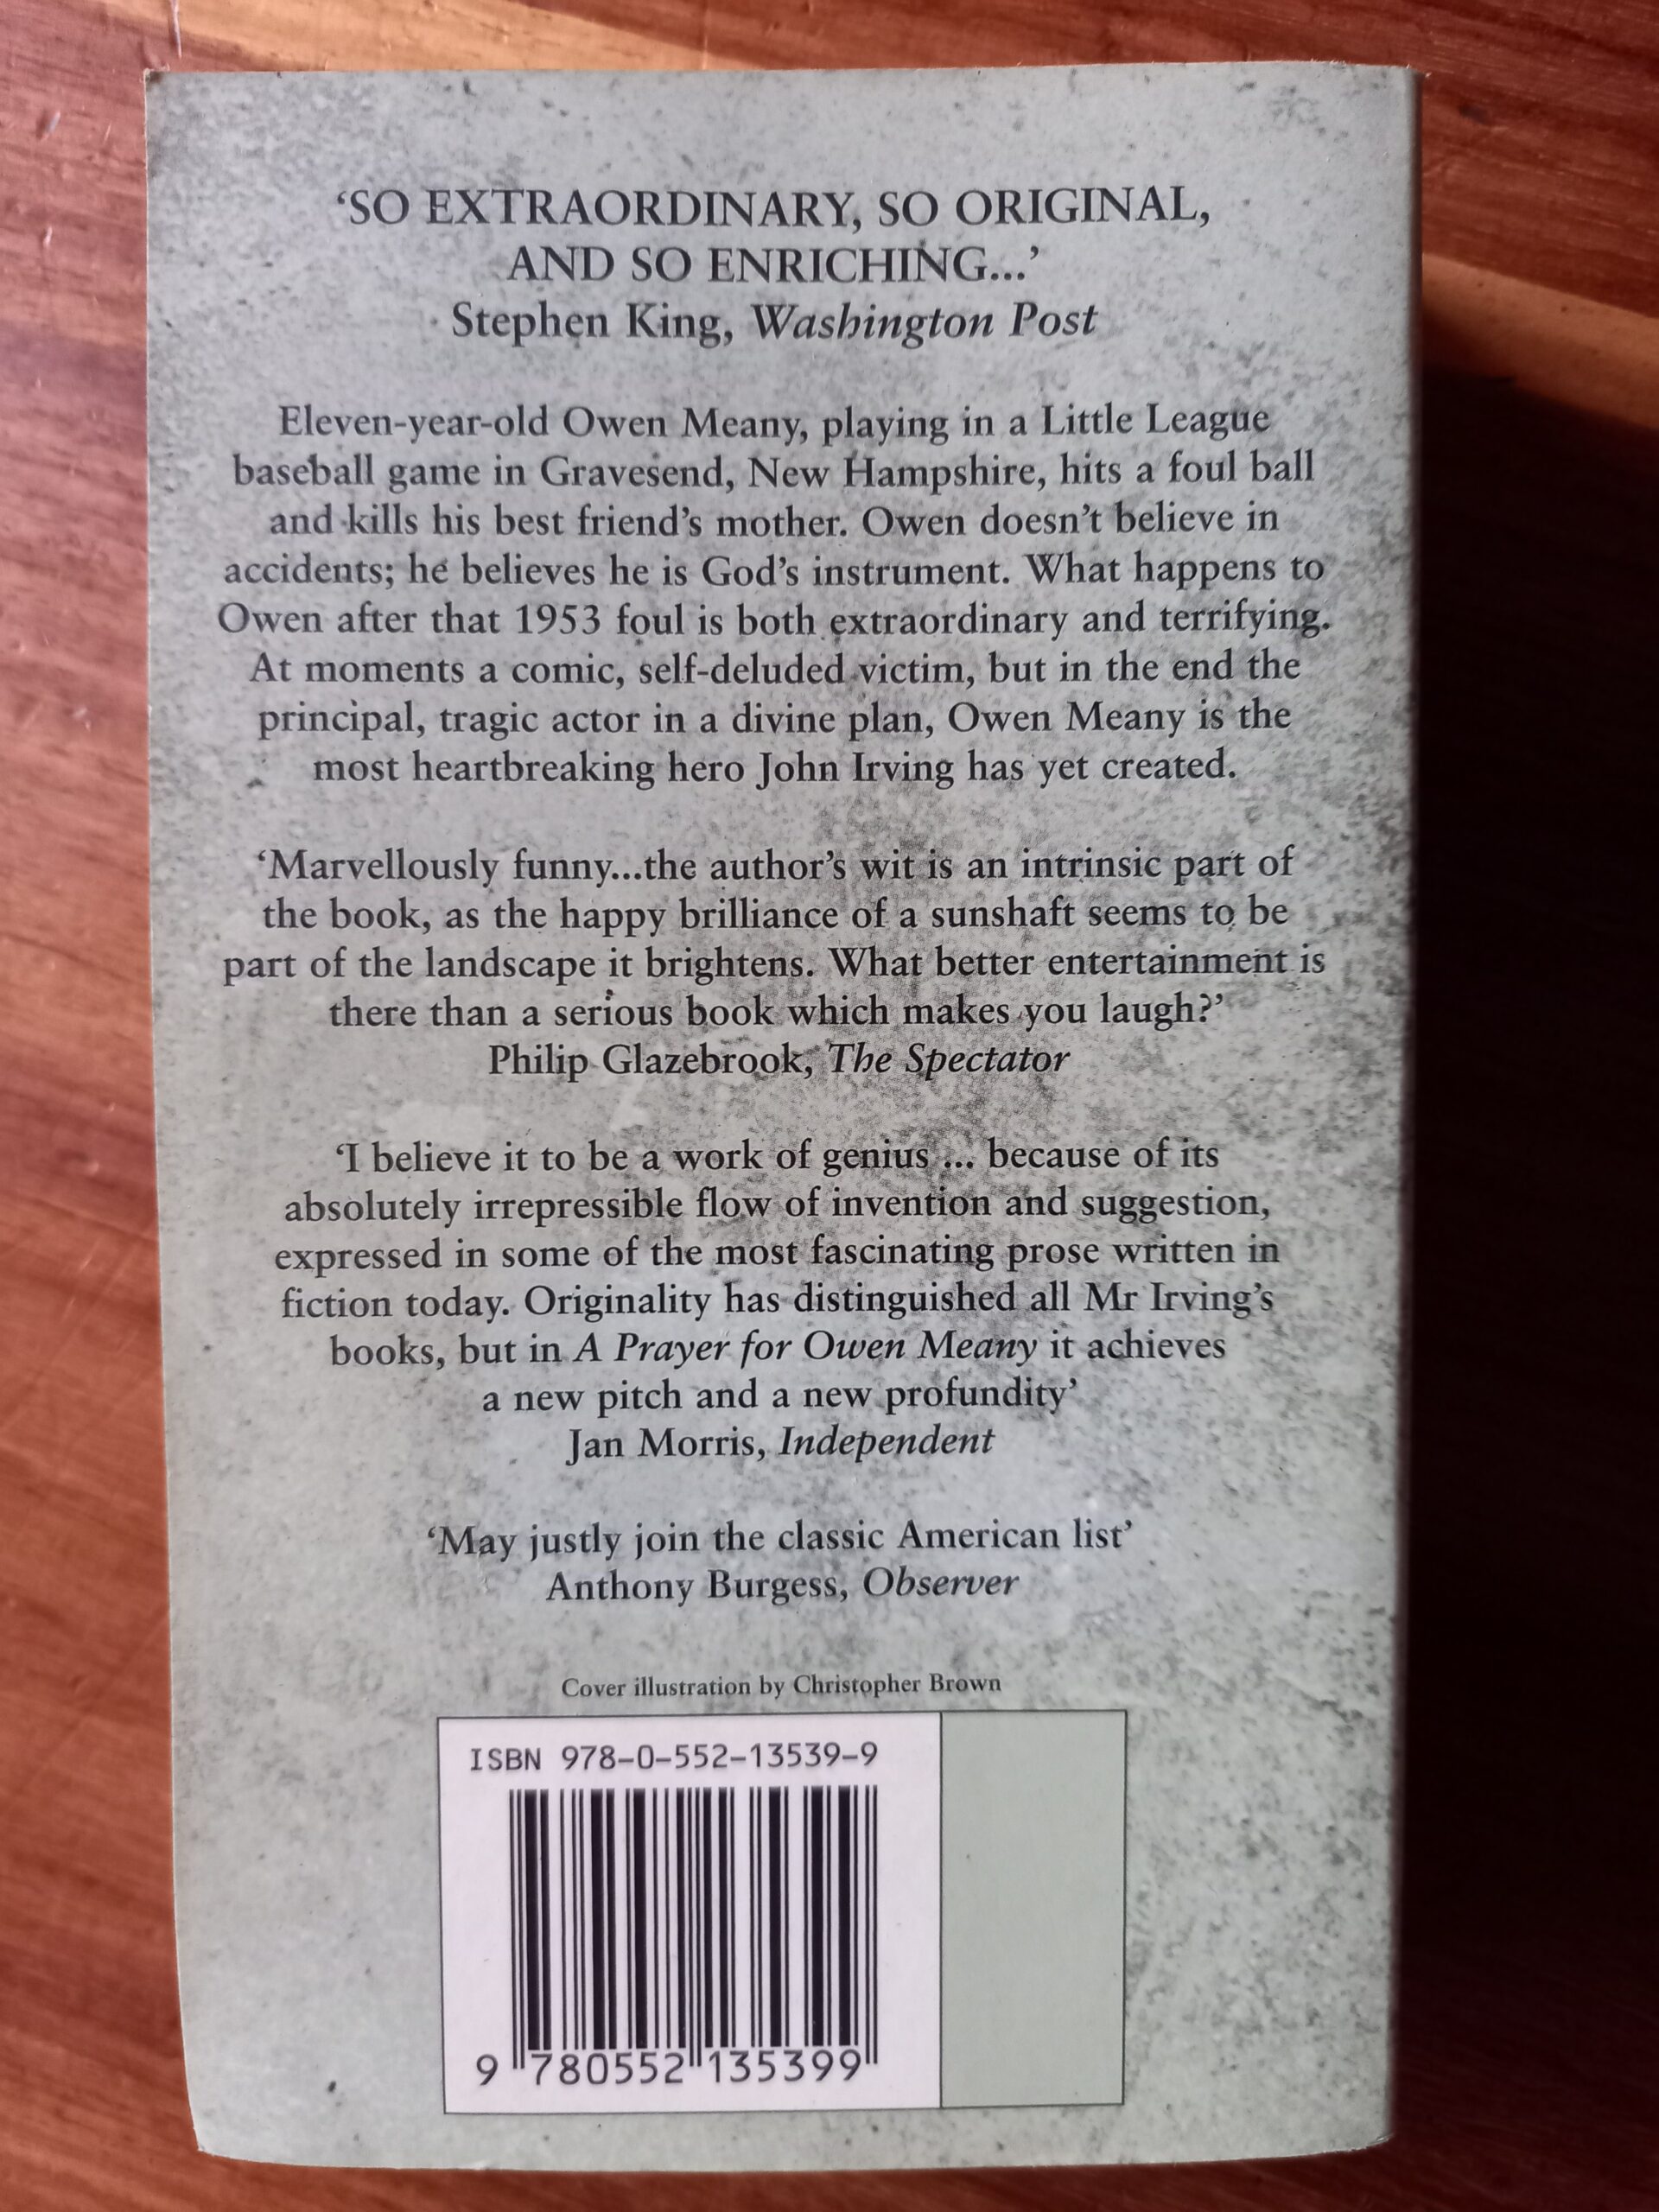 ‘SO EXTRAORDINARY, SO ORIGINAL,
AND SO ENRICHING...’
Stephen King, Washington Post
Eleven-year-old Owen Meany, playing in a Little League
baseball game in Gravesend, New Hampshire, hits a foul ball
and kills his best friend’s mother. Owen doesn’t believe in
accidents; he believes he is God’s instrument. What happens to
Owen after that 1953 foul is both extraordinary and terrifying.
At moments a comic, self-deluded victim, but in the end the
principal, tragic actor in a divine plan, Owen Meany is the
most heartbreaking hero John Irving has yet created.
‘Marvellously funny...the author’s wit is an intrinsic part of
the book, as the happy brilliance of a sunshaft seems to be
part of the landscape it brightens. What better entertainment is
there than a serious book which makes you laugh?’
Philip Glazebrook, The Spectator
‘I believe it to be a work of genius ... because of its
absolutely irrepressible flow of invention and suggestion,
expressed in some of the most fascinating prose written in
fiction today. Originality has distinguished all Mr Irving’s
books, but in A Prayer for Owen Meany it achieves
a new pitch and a new profundity’
Jan Morris, Independent
‘May justly join the classic American list’
Anthony Burgess, Observer
Cover illustration by Christopher Brown
ISBN 978-0-552-13539-9
9 780552 135399